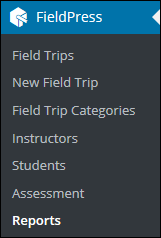 FieldPress
Field Trips
New Field Trip
Field Trip Categories
Instructors
Students
Assessment
Reports